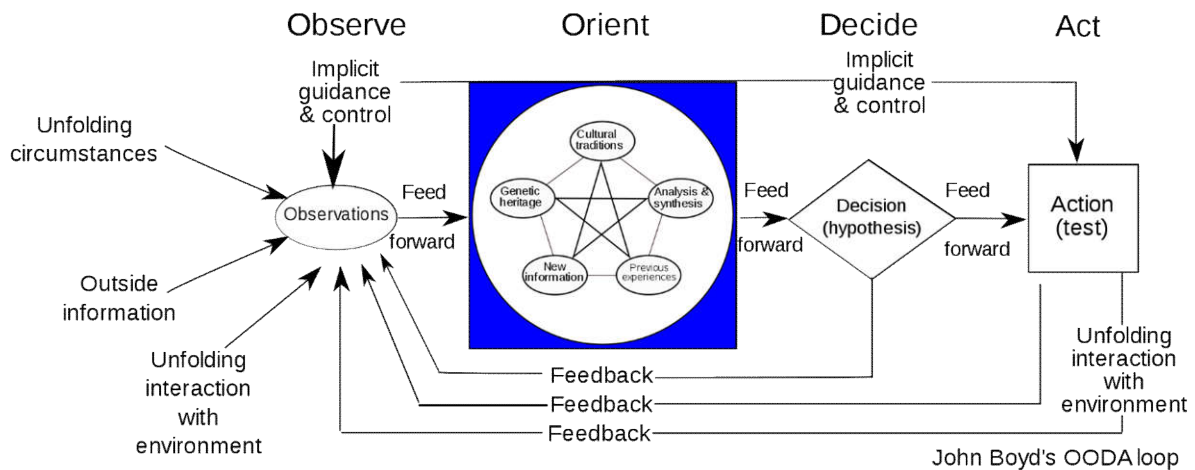 Observe
Orient
Decide
Act
Implicit
guidance
& control
Implicit
guidance
& control
Unfolding
circumstances
Observations
Outside
information
Unfolding
interaction
with
environment
Feed
forward
Cultural
traditions
Genetic
heritage
Analysis &
synthesis
New
information
Previous
experiences
Feed
forward
Decision
(hypothesis)
Feed
forward
Action
(test)
Unfolding
interaction
with
environment
Feedback
Feedback
Feedback
John Boyd's OODA loop